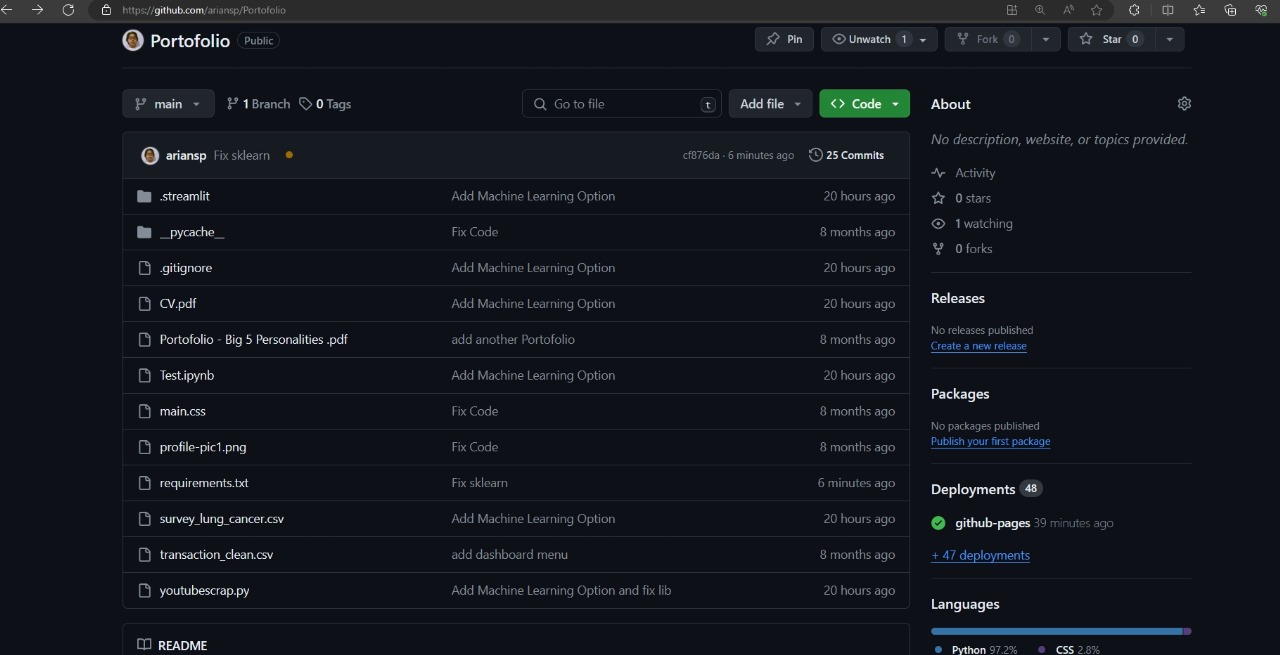 https://github.com/ariansp/Portofolio
Portofolio Public
Pin
Unwatch 1
Fork 0
Star 0
main
1 Branch
0 Tags
Go to file t
Add file
Code
ariansp Fix sklearn
cf876da · 6 minutes ago
25 Commits
.streamlit Add Machine Learning Option 20 hours ago
__pycache__ Fix Code 8 months ago
.gitignore Add Machine Learning Option 20 hours ago
CV.pdf Add Machine Learning Option 20 hours ago
Portofolio - Big 5 Personalities .pdf add another Portofolio 8 months ago
Test.ipynb Add Machine Learning Option 20 hours ago
main.css Fix Code 8 months ago
profile-pic1.png Fix Code 8 months ago
requirements.txt Fix sklearn 6 minutes ago
survey_lung_cancer.csv Add Machine Learning Option 20 hours ago
transaction_clean.csv add dashboard menu 8 months ago
youtubescrap.py Add Machine Learning Option and fix lib 20 hours ago
README
About
No description, website, or topics provided.
Activity
0 stars
1 watching
0 forks
Releases
No releases published
Create a new release
Packages
No packages published
Publish your first package
Deployments 48
github-pages 39 minutes ago
+ 47 deployments
Languages
Python 97.2% CSS 2.8%